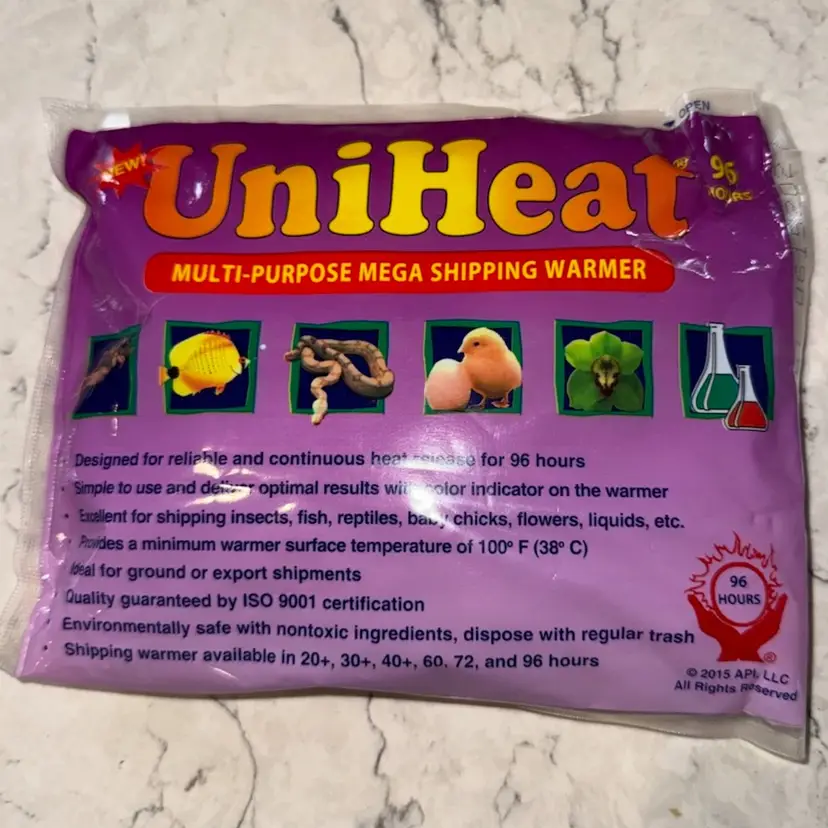 OPEN
NEW!
UniHeat®
96
HOURS
MULTI-PURPOSE MEGA SHIPPING WARMER
• Designed for reliable and continuous heat release for 96 hours
• Simple to use and deliver optimal results with color indicator on the warmer
• Excellent for shipping insects, fish, reptiles, baby chicks, flowers, liquids, etc.
• Provides a minimum warmer surface temperature of 100º F (38º C)
Ideal for ground or export shipments
Quality guaranteed by ISO 9001 certification
• Environmentally safe with nontoxic ingredients, dispose with regular trash
• Shipping warmer available in 20+, 30+, 40+, 60, 72, and 96 hours
96
HOURS
®
© 2015 API, LLC
All Rights Reserved